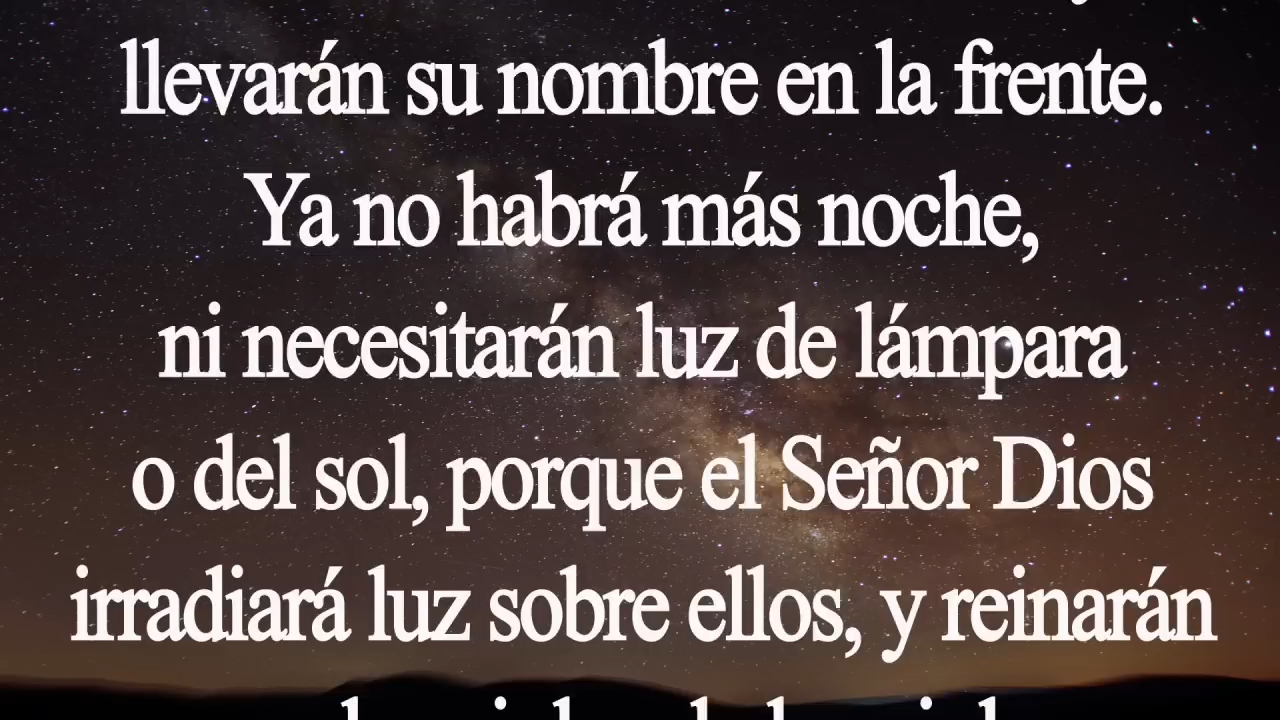 llevarán su nombre en la frente.
Ya no habrá más noche,
ni necesitarán luz de lámpara
o del sol, porque el Señor Dios
irradiará luz sobre ellos, y reinarán